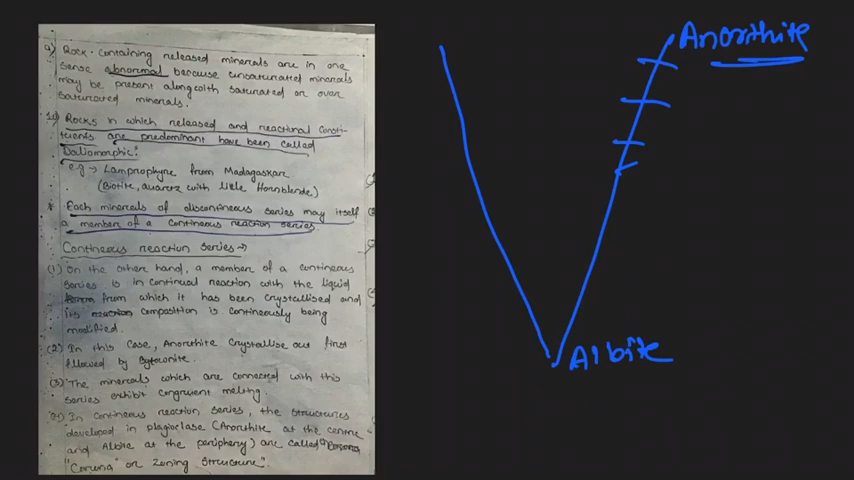 9) Rock containing released minerals are in one
sense abnormal because unsaturated minerals
may be present alongwith saturated or over
saturated minerals.
10) Rocks in which released and reactional consti-
tuents are predominant have been called
"Daliomorphic".
e.g → Lamprophyre from Madagaskar
(Biotite, quartz with little Hornblende)
* Each minerals of discontineous series may itself
a member of a continuous reaction series.
Contineous reaction series →
(1) On the other hand, a member of a contineous
series is in continual reaction with the liquid
from which it has been crystallised and
its reaction composition is continuously being
modified.
(2) In this case, Anorthite Crystallise out first
followed by Bytownite.
(3) The minerals which are connected with this
series exhibit congruent melting.
(4) In contineous reaction series, the structures
developed in plagioclase (Anorthite at the centre
and Albite at the periphery) are called
"Corona" or Zoning Structure".
Anorthite
Albite